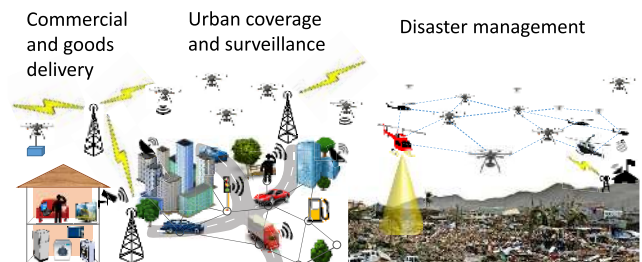 Commercial
and goods
delivery
Urban coverage
and surveillance
Disaster management